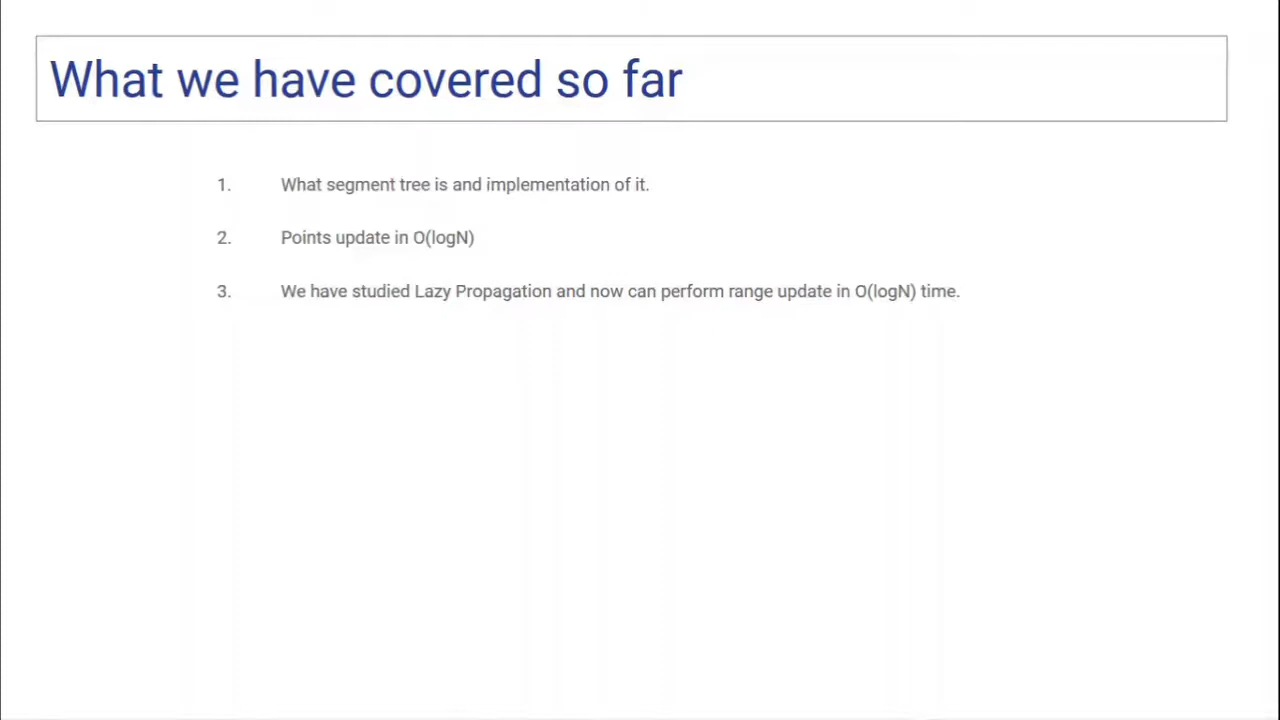 What we have covered so far
1. What segment tree is and implementation of it.
2. Points update in O(logN)
3. We have studied Lazy Propagation and now can perform range update in O(logN) time.